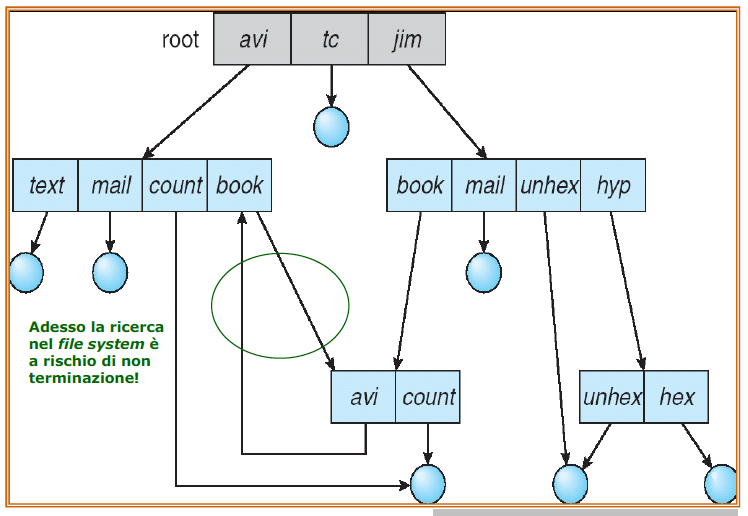 root avi tc jim
text mail count book
book mail unhex hyp
Adesso la ricerca
nel file system è
a rischio di non
terminazione!
avi count
unhex hex